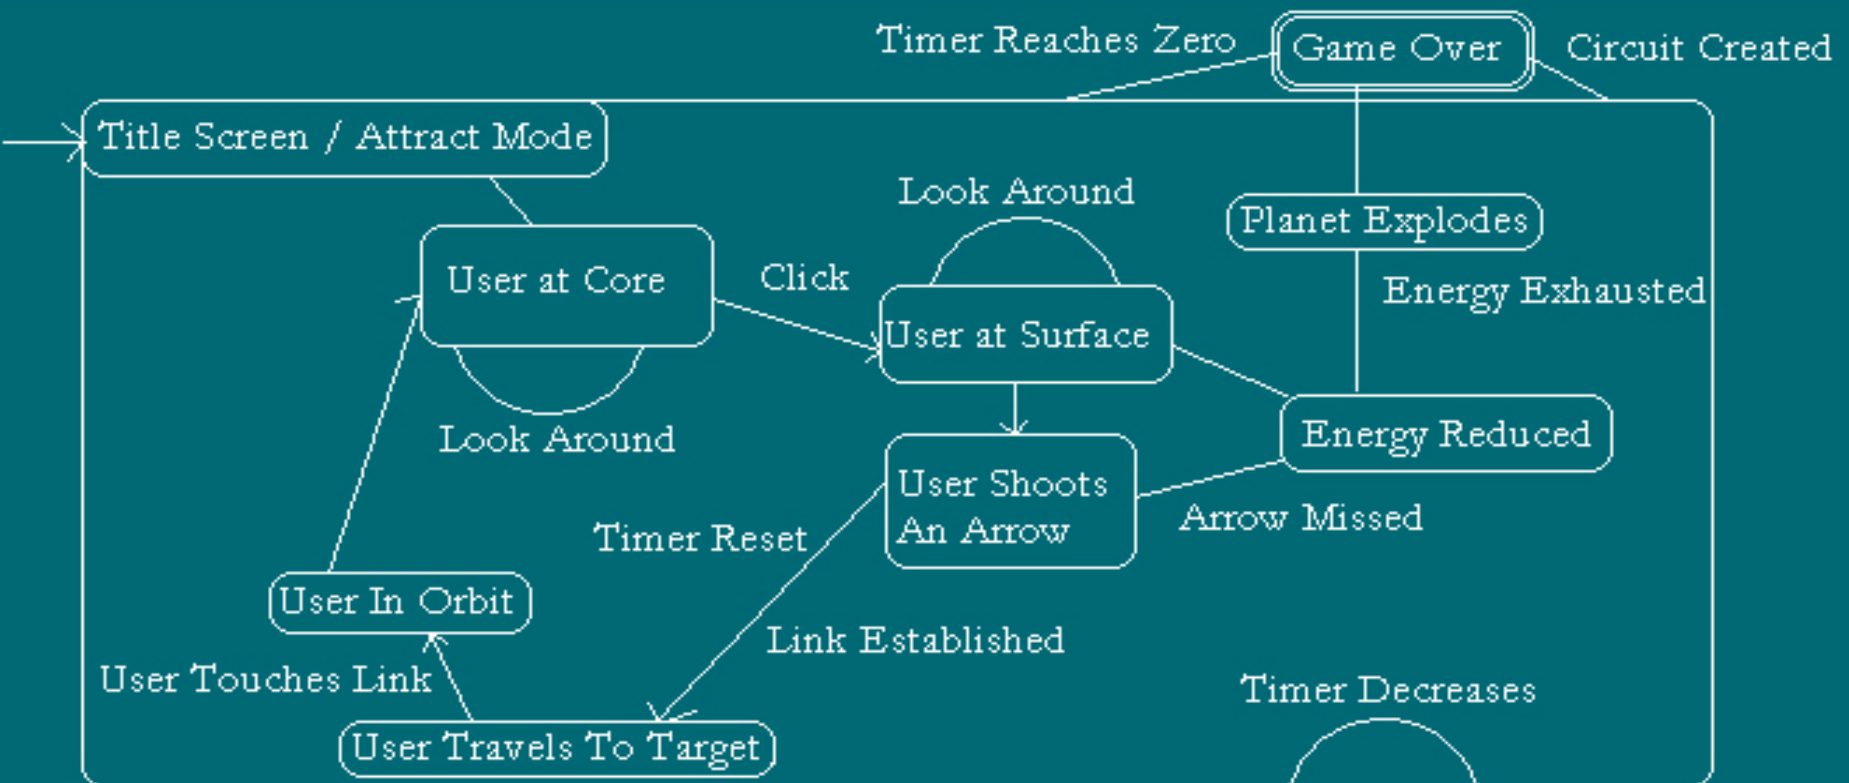 Timer Reaches Zero
Game Over
Circuit Created
Title Screen / Attract Mode
Look Around
Planet Explodes
User at Core
Click
Energy Exhausted
User at Surface
Look Around
Energy Reduced
User Shoots
An Arrow
Arrow Missed
Timer Reset
User In Orbit
Link Established
User Touches Link
Timer Decreases
User Travels To Target